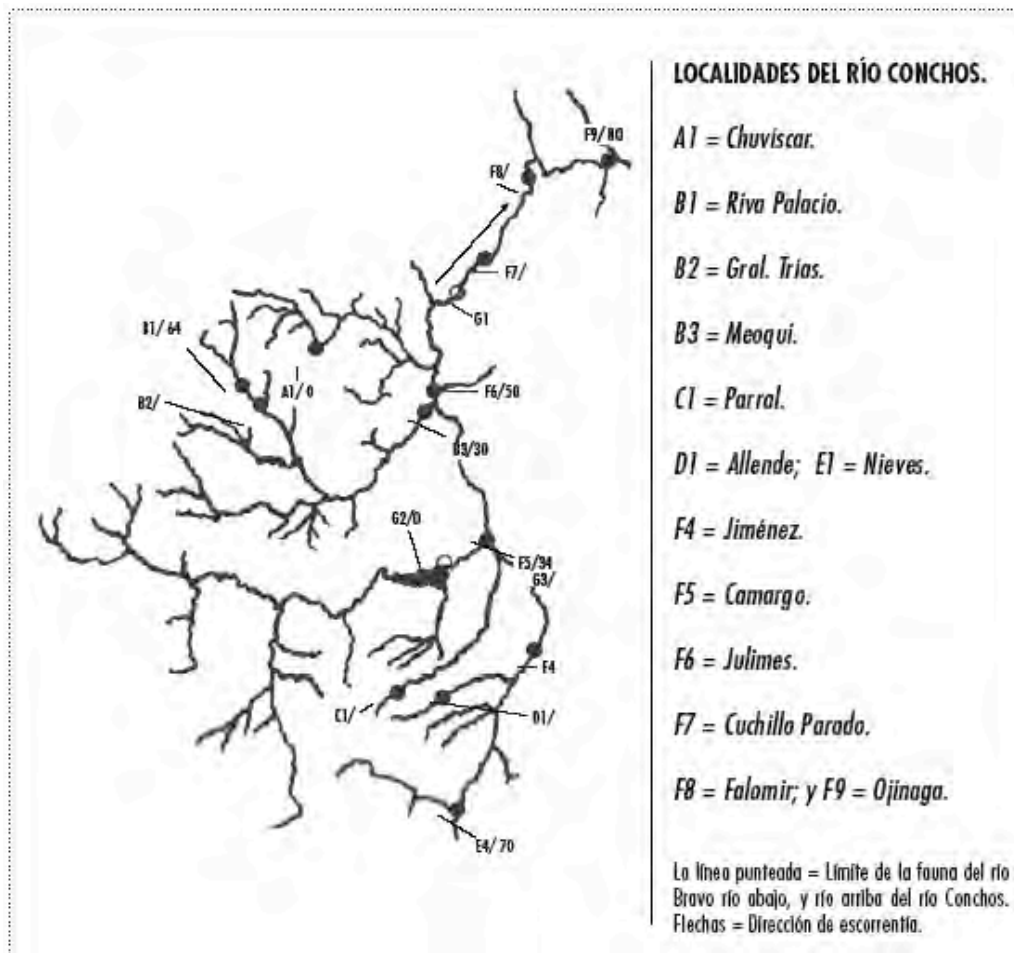 LOCALIDADES DEL RÍO CONCHOS.
A1 = Chuvíscar.
B1 = Riva Palacio.
B2 = Gral. Trías.
B3 = Meoqui.
C1 = Parral.
D1 = Allende; E1 = Nieves.
F4 = Jiménez.
F5 = Camargo.
F6 = Julimes.
F7 = Cuchillo Parado.
F8 = Falomir; y F9 = Ojinaga.
La línea punteada = Límite de la fauna del río
Bravo río abajo, y río arriba del río Conchos.
Flechas = Dirección de escorrentía.
F9/80
F8/
F7/
G1
B1/64
A1/0
F6/50
B2/
B3/30
G2/0
F5/94
G3/
F4
C1/
D1/
E4/70